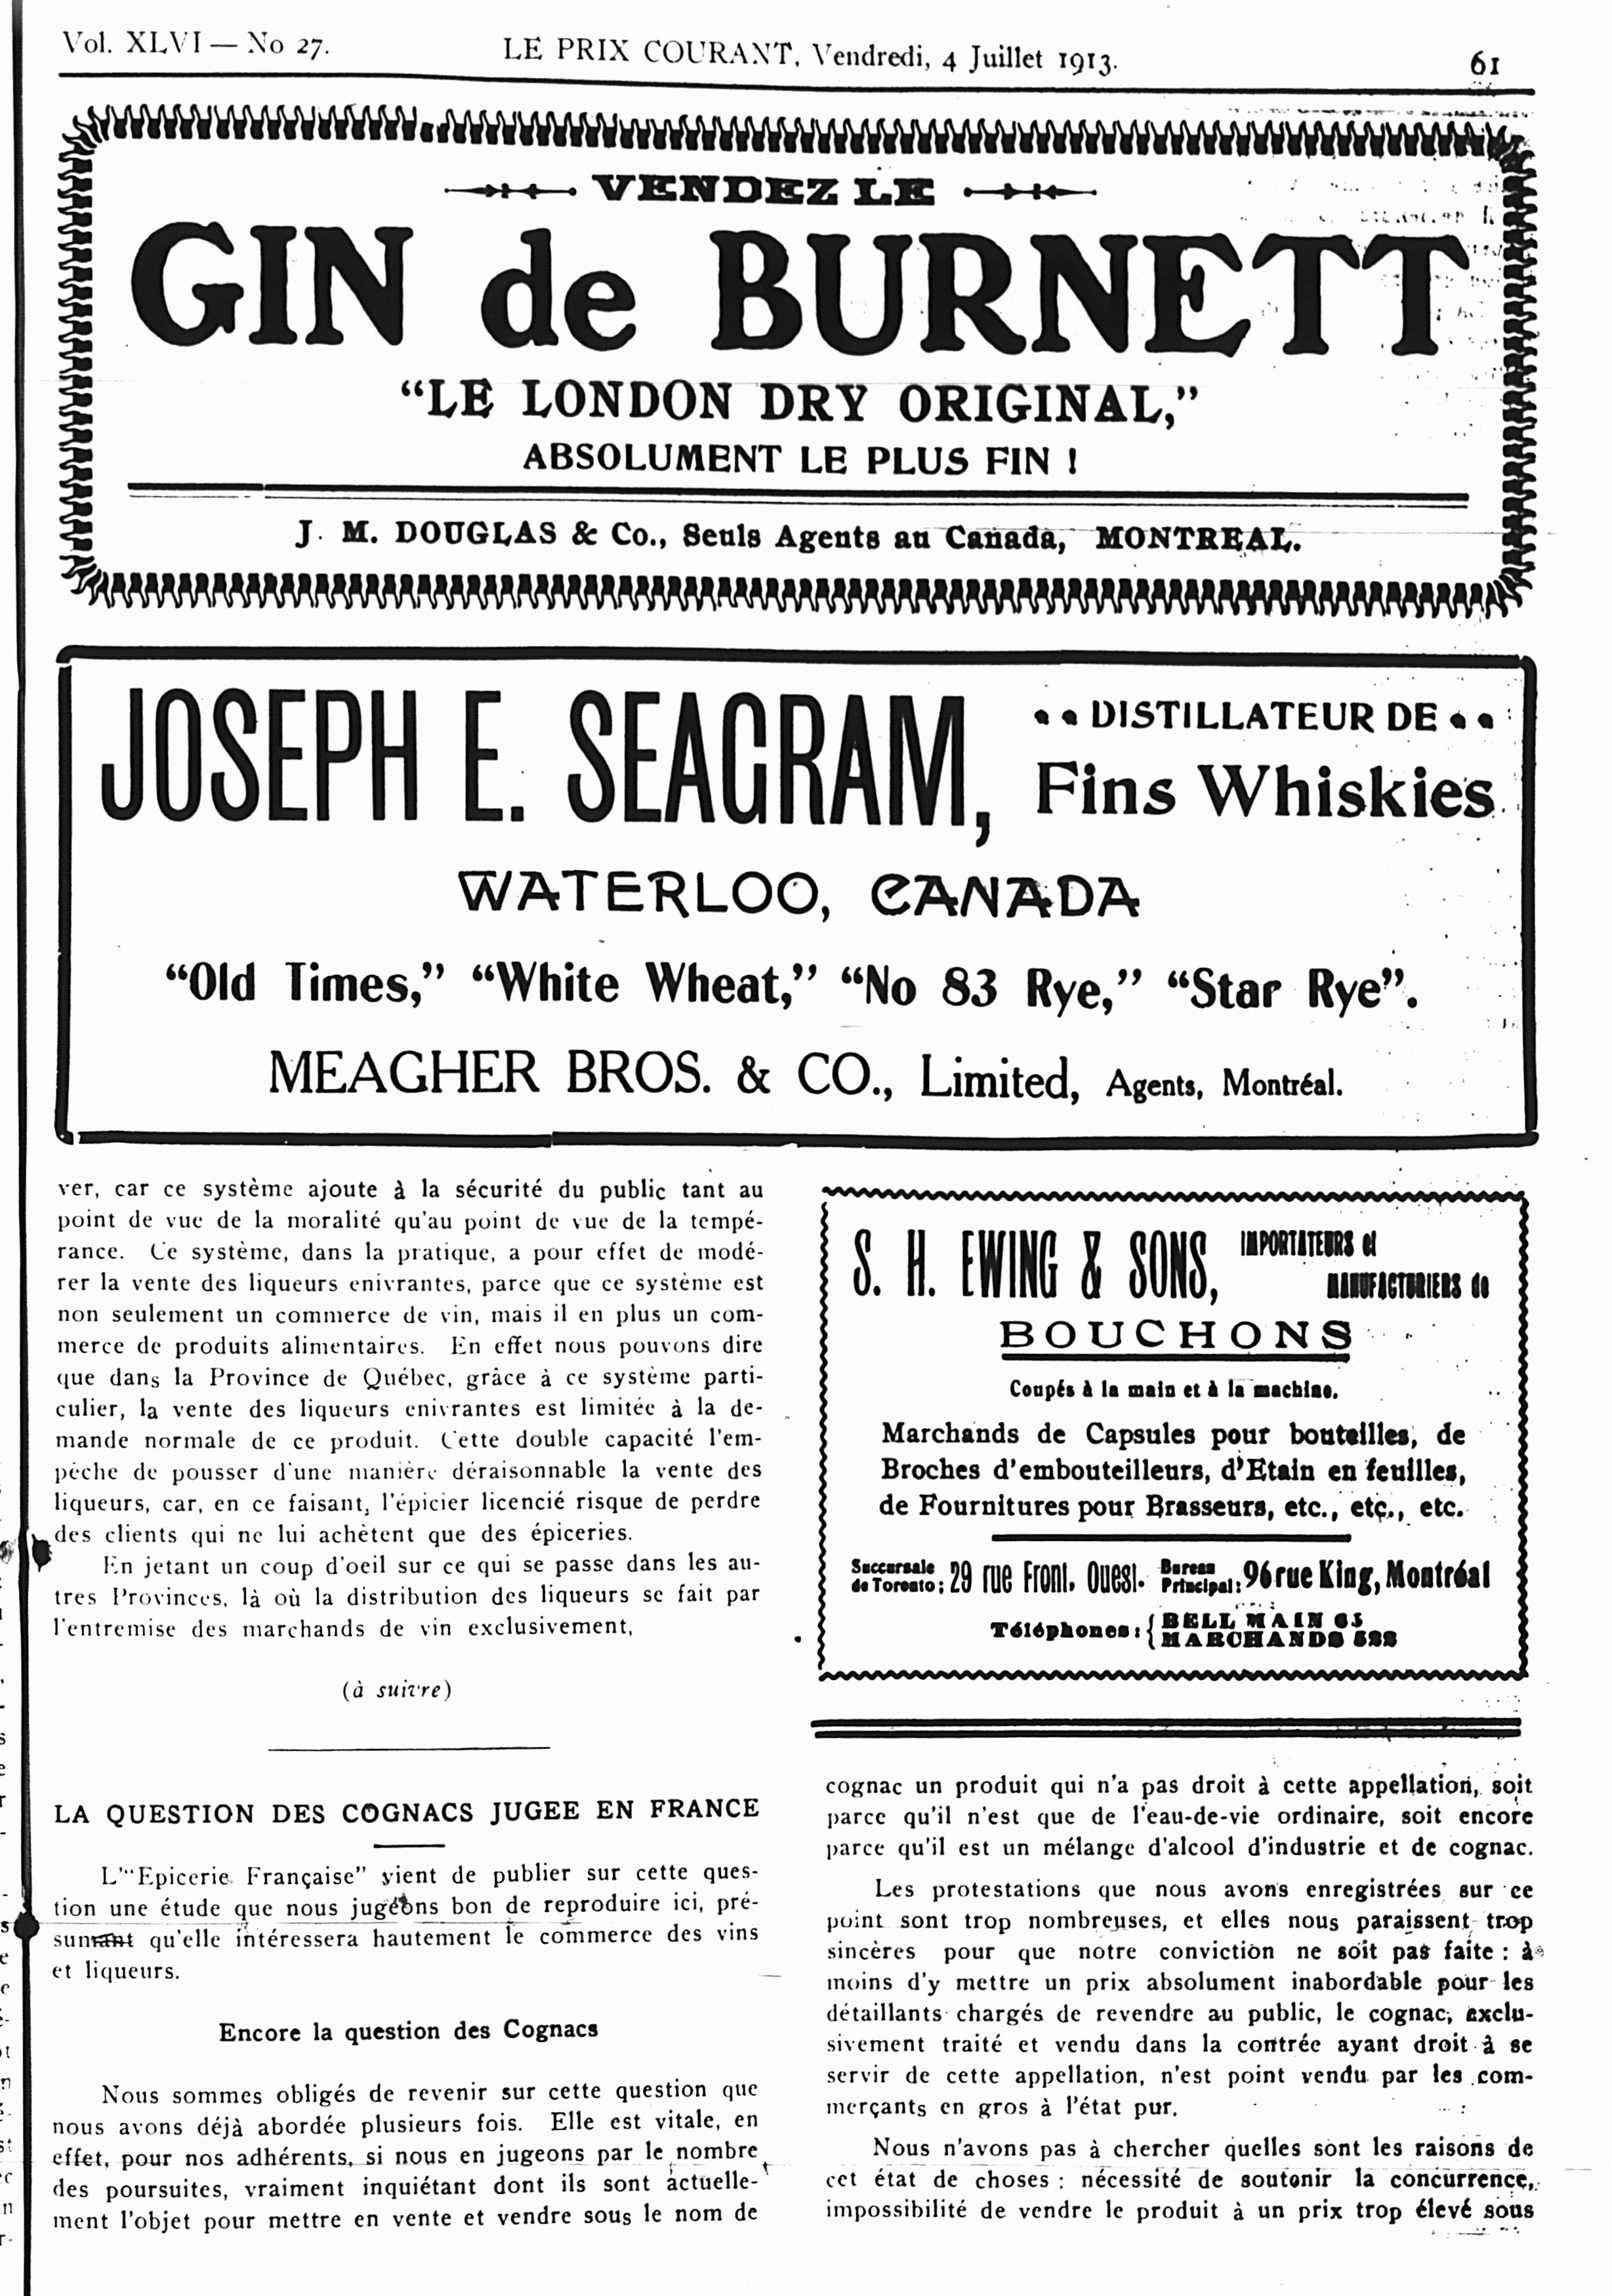 Vol. XLVI — No 27.
LE PRIX COURANT, Vendredi, 4 Juillet 1913.
61
VENDEZ LE
GIN de BURNETT
“LE LONDON DRY ORIGINAL,”
ABSOLUMENT LE PLUS FIN !
J. M. DOUGLAS & Co., Seuls Agents au Canada, MONTREAL.
JOSEPH E. SEAGRAM,
DISTILLATEUR DE
Fins Whiskies
WATERLOO, CANADA
“Old Times,” “White Wheat,” “No 83 Rye,” “Star Rye”.
MEAGHER BROS. & CO., Limited, Agents, Montréal.
ver, car ce système ajoute à la sécurité du public tant au
point de vue de la moralité qu'au point de vue de la tempé-
rance. Ce système, dans la pratique, a pour effet de modé-
rer la vente des liqueurs enivrantes, parce que ce système est
non seulement un commerce de vin, mais il en plus un com-
merce de produits alimentaires. En effet nous pouvons dire
que dans la Province de Québec, grâce à ce système parti-
culier, la vente des liqueurs enivrantes est limitée à la de-
mande normale de ce produit. Cette double capacité l'em-
pêche de pousser d'une manière déraisonnable la vente des
liqueurs, car, en ce faisant, l'épicier licencié risque de perdre
des clients qui ne lui achètent que des épiceries.
En jetant un coup d'oeil sur ce qui se passe dans les au-
tres Provinces, là où la distribution des liqueurs se fait par
l'entremise des marchands de vin exclusivement,
(à suivre)
LA QUESTION DES COGNACS JUGEE EN FRANCE
L'“Epicerie Française” vient de publier sur cette ques-
tion une étude que nous jugeons bon de reproduire ici, pré-
sumant qu'elle intéressera hautement le commerce des vins
et liqueurs.
Encore la question des Cognacs
Nous sommes obligés de revenir sur cette question que
nous avons déjà abordée plusieurs fois. Elle est vitale, en
effet, pour nos adhérents, si nous en jugeons par le nombre
des poursuites, vraiment inquiétant dont ils sont actuelle-
ment l'objet pour mettre en vente et vendre sous le nom de
S. H. EWING & SONS,
IMPORTATEURS et
MANUFACTURIERS de
BOUCHONS
Coupés à la main et à la machine.
Marchands de Capsules pour bouteilles, de
Broches d'embouteilleurs, d'Etain en feuilles,
de Fournitures pour Brasseurs, etc., etc., etc.
Succursale de Toronto: 29 rue Front, Ouest. Bureau Principal: 96 rue King, Montréal
Téléphones: { BELL MAIN 65
MARCHANDS 522
cognac un produit qui n'a pas droit à cette appellation, soit
parce qu'il n'est que de l'eau-de-vie ordinaire, soit encore
parce qu'il est un mélange d'alcool d'industrie et de cognac.
Les protestations que nous avons enregistrées sur ce
point sont trop nombreuses, et elles nous paraissent trop
sincères pour que notre conviction ne soit pas faite : à
moins d'y mettre un prix absolument inabordable pour les
détaillants chargés de revendre au public, le cognac, exclu-
sivement traité et vendu dans la contrée ayant droit à se
servir de cette appellation, n'est point vendu par les com-
merçants en gros à l'état pur.
Nous n'avons pas à chercher quelles sont les raisons de
cet état de choses : nécessité de soutenir la concurrence,
impossibilité de vendre le produit à un prix trop élevé sous